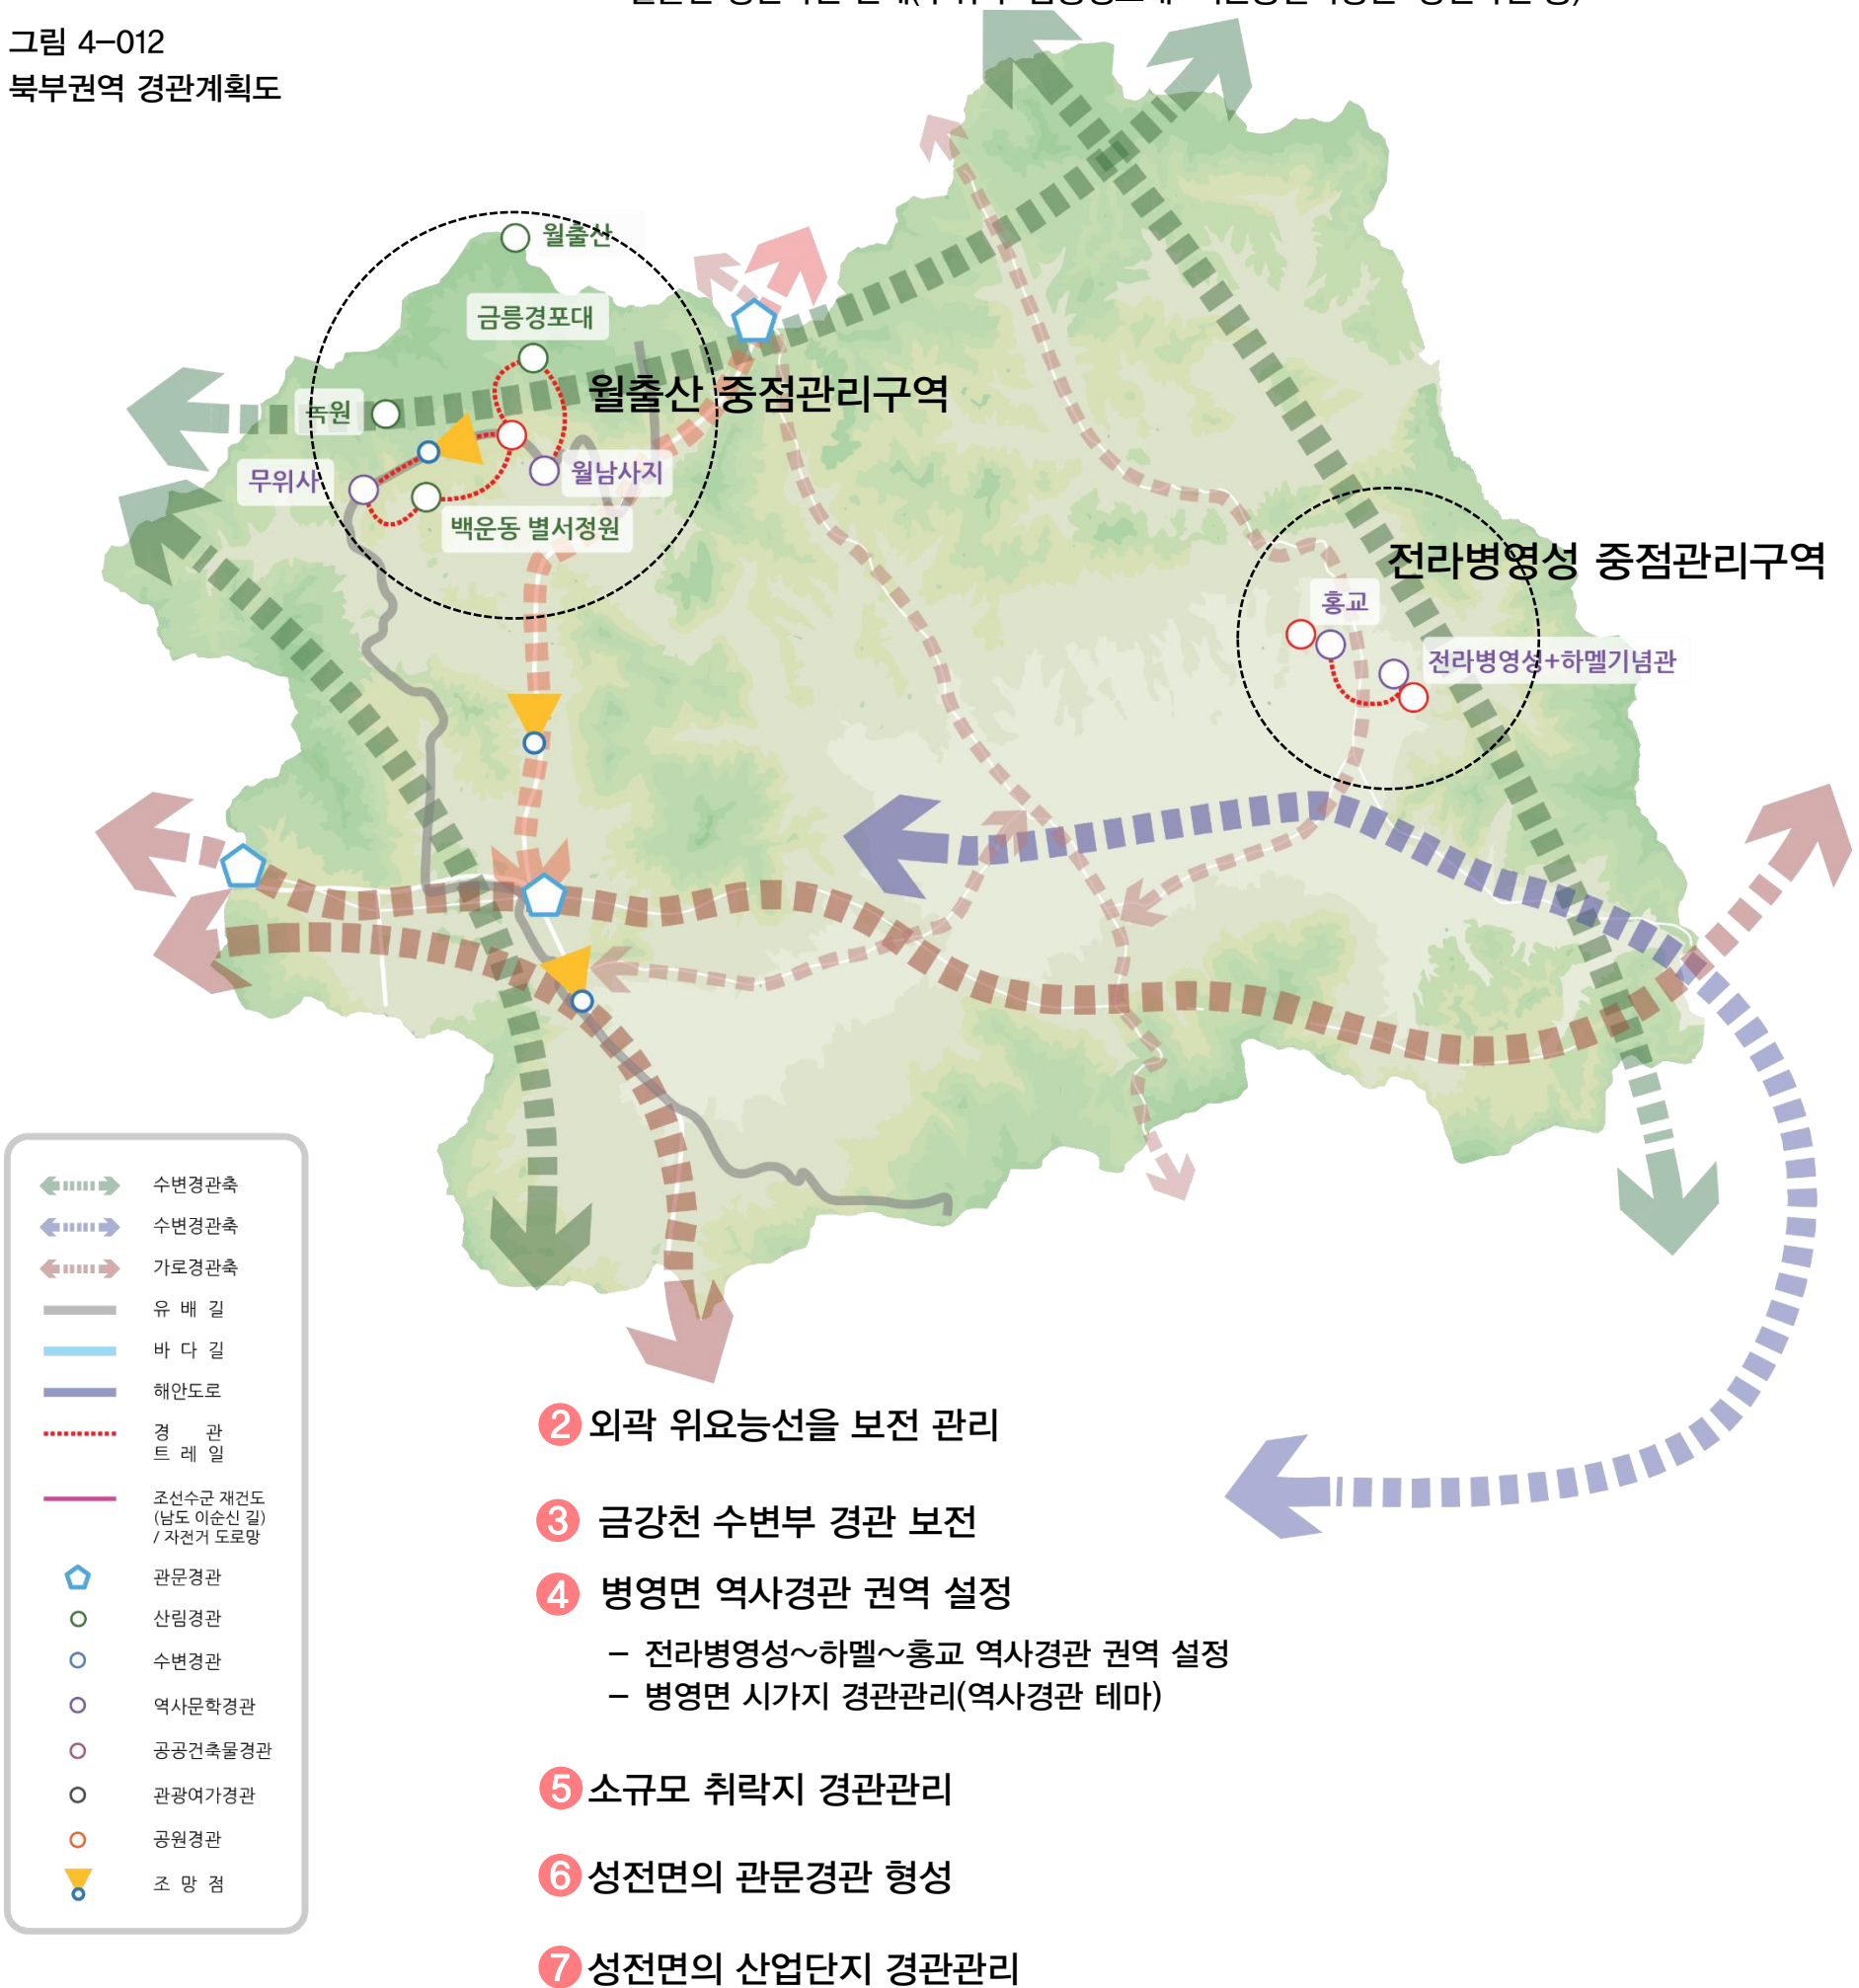 그림 4-012
북부권역 경관계획도
월출산
금릉경포대
월출산 중점관리구역
녹원
무위사
월남사지
백운동 별서정원
전라병영성 중점관리구역
홍교
전라병영성+하멜기념관
수변경관축
수변경관축
가로경관축
유 배 길
바 다 길
해안도로
경 관
트 레 일
조선수군 재건도
(남도 이순신 길)
/ 자전거 도로망
관문경관
산림경관
수변경관
역사문학경관
공공건축물경관
관광여가경관
공원경관
조 망 점
2 외곽 위요능선을 보전 관리
3 금강천 수변부 경관 보전
4 병영면 역사경관 권역 설정
- 전라병영성~하멜~홍교 역사경관 권역 설정
- 병영면 시가지 경관관리(역사경관 테마)
5 소규모 취락지 경관관리
6 성전면의 관문경관 형성
7 성전면의 산업단지 경관관리